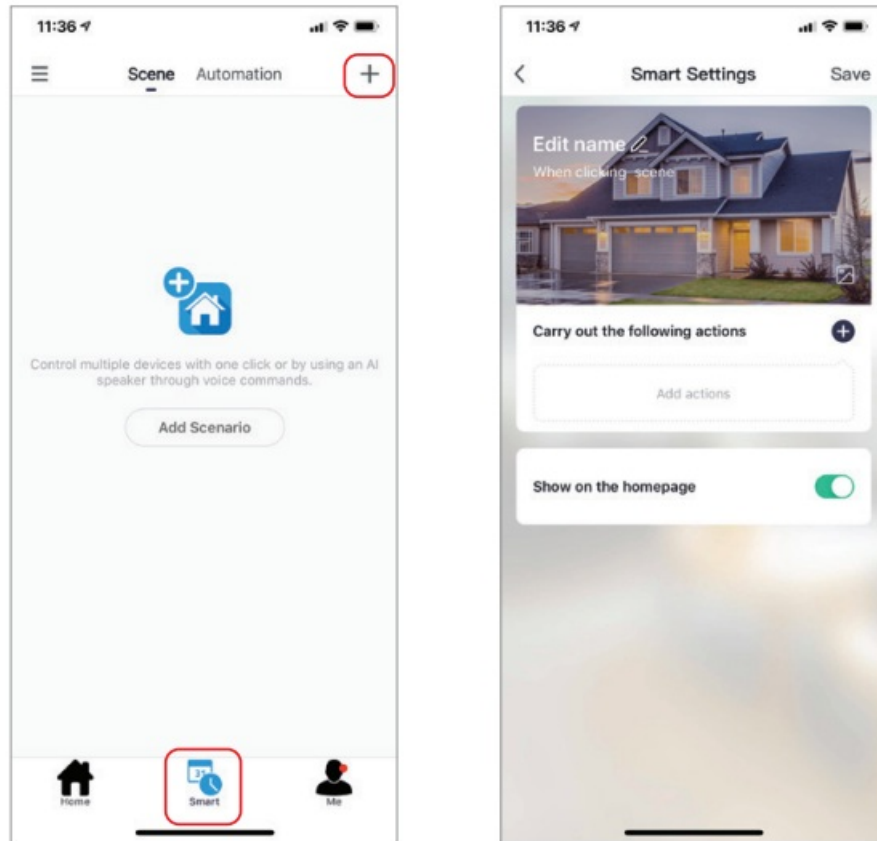 11:36
Scene Automation
Control multiple devices with one click or by using an AI
speaker through voice commands.
Add Scenario
31
Home Smart Me
11:36
Smart Settings Save
Edit name
When clicking scene
Carry out the following actions
Add actions
Show on the homepage